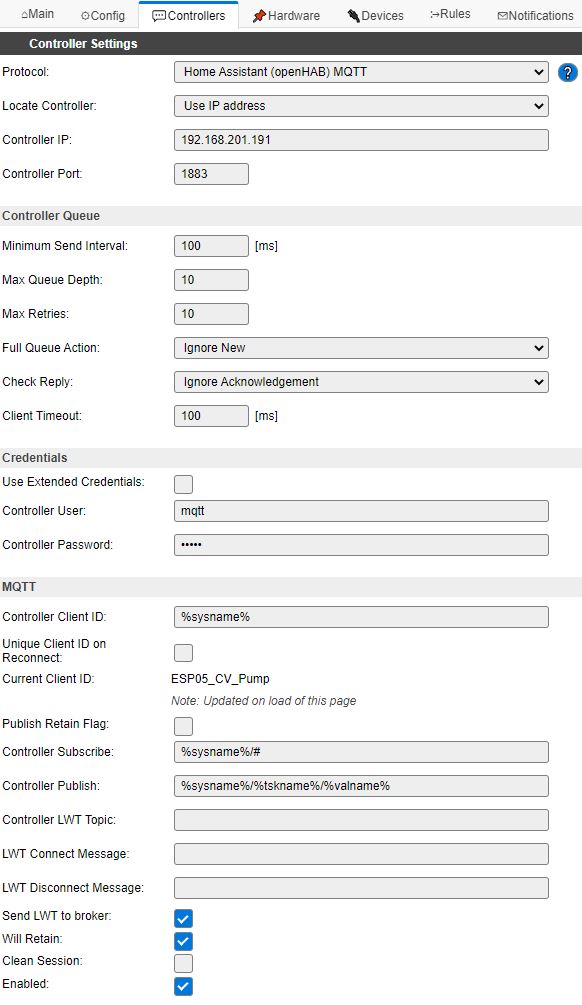 Main Config Controllers Hardware Devices Rules Notifications
Controller Settings
Protocol: Home Assistant (openHAB) MQTT ?
Locate Controller: Use IP address
Controller IP: 192.168.201.191
Controller Port: 1883
Controller Queue
Minimum Send Interval: 100 [ms]
Max Queue Depth: 10
Max Retries: 10
Full Queue Action: Ignore New
Check Reply: Ignore Acknowledgement
Client Timeout: 100 [ms]
Credentials
Use Extended Credentials:
Controller User: mqtt
Controller Password: •••••
MQTT
Controller Client ID: %sysname%
Unique Client ID on
Reconnect:
Current Client ID: ESP05_CV_Pump
Note: Updated on load of this page
Publish Retain Flag:
Controller Subscribe: %sysname%/#
Controller Publish: %sysname%/%tskname%/%valname%
Controller LWT Topic:
LWT Connect Message:
LWT Disconnect Message:
Send LWT to broker:
Will Retain:
Clean Session:
Enabled: